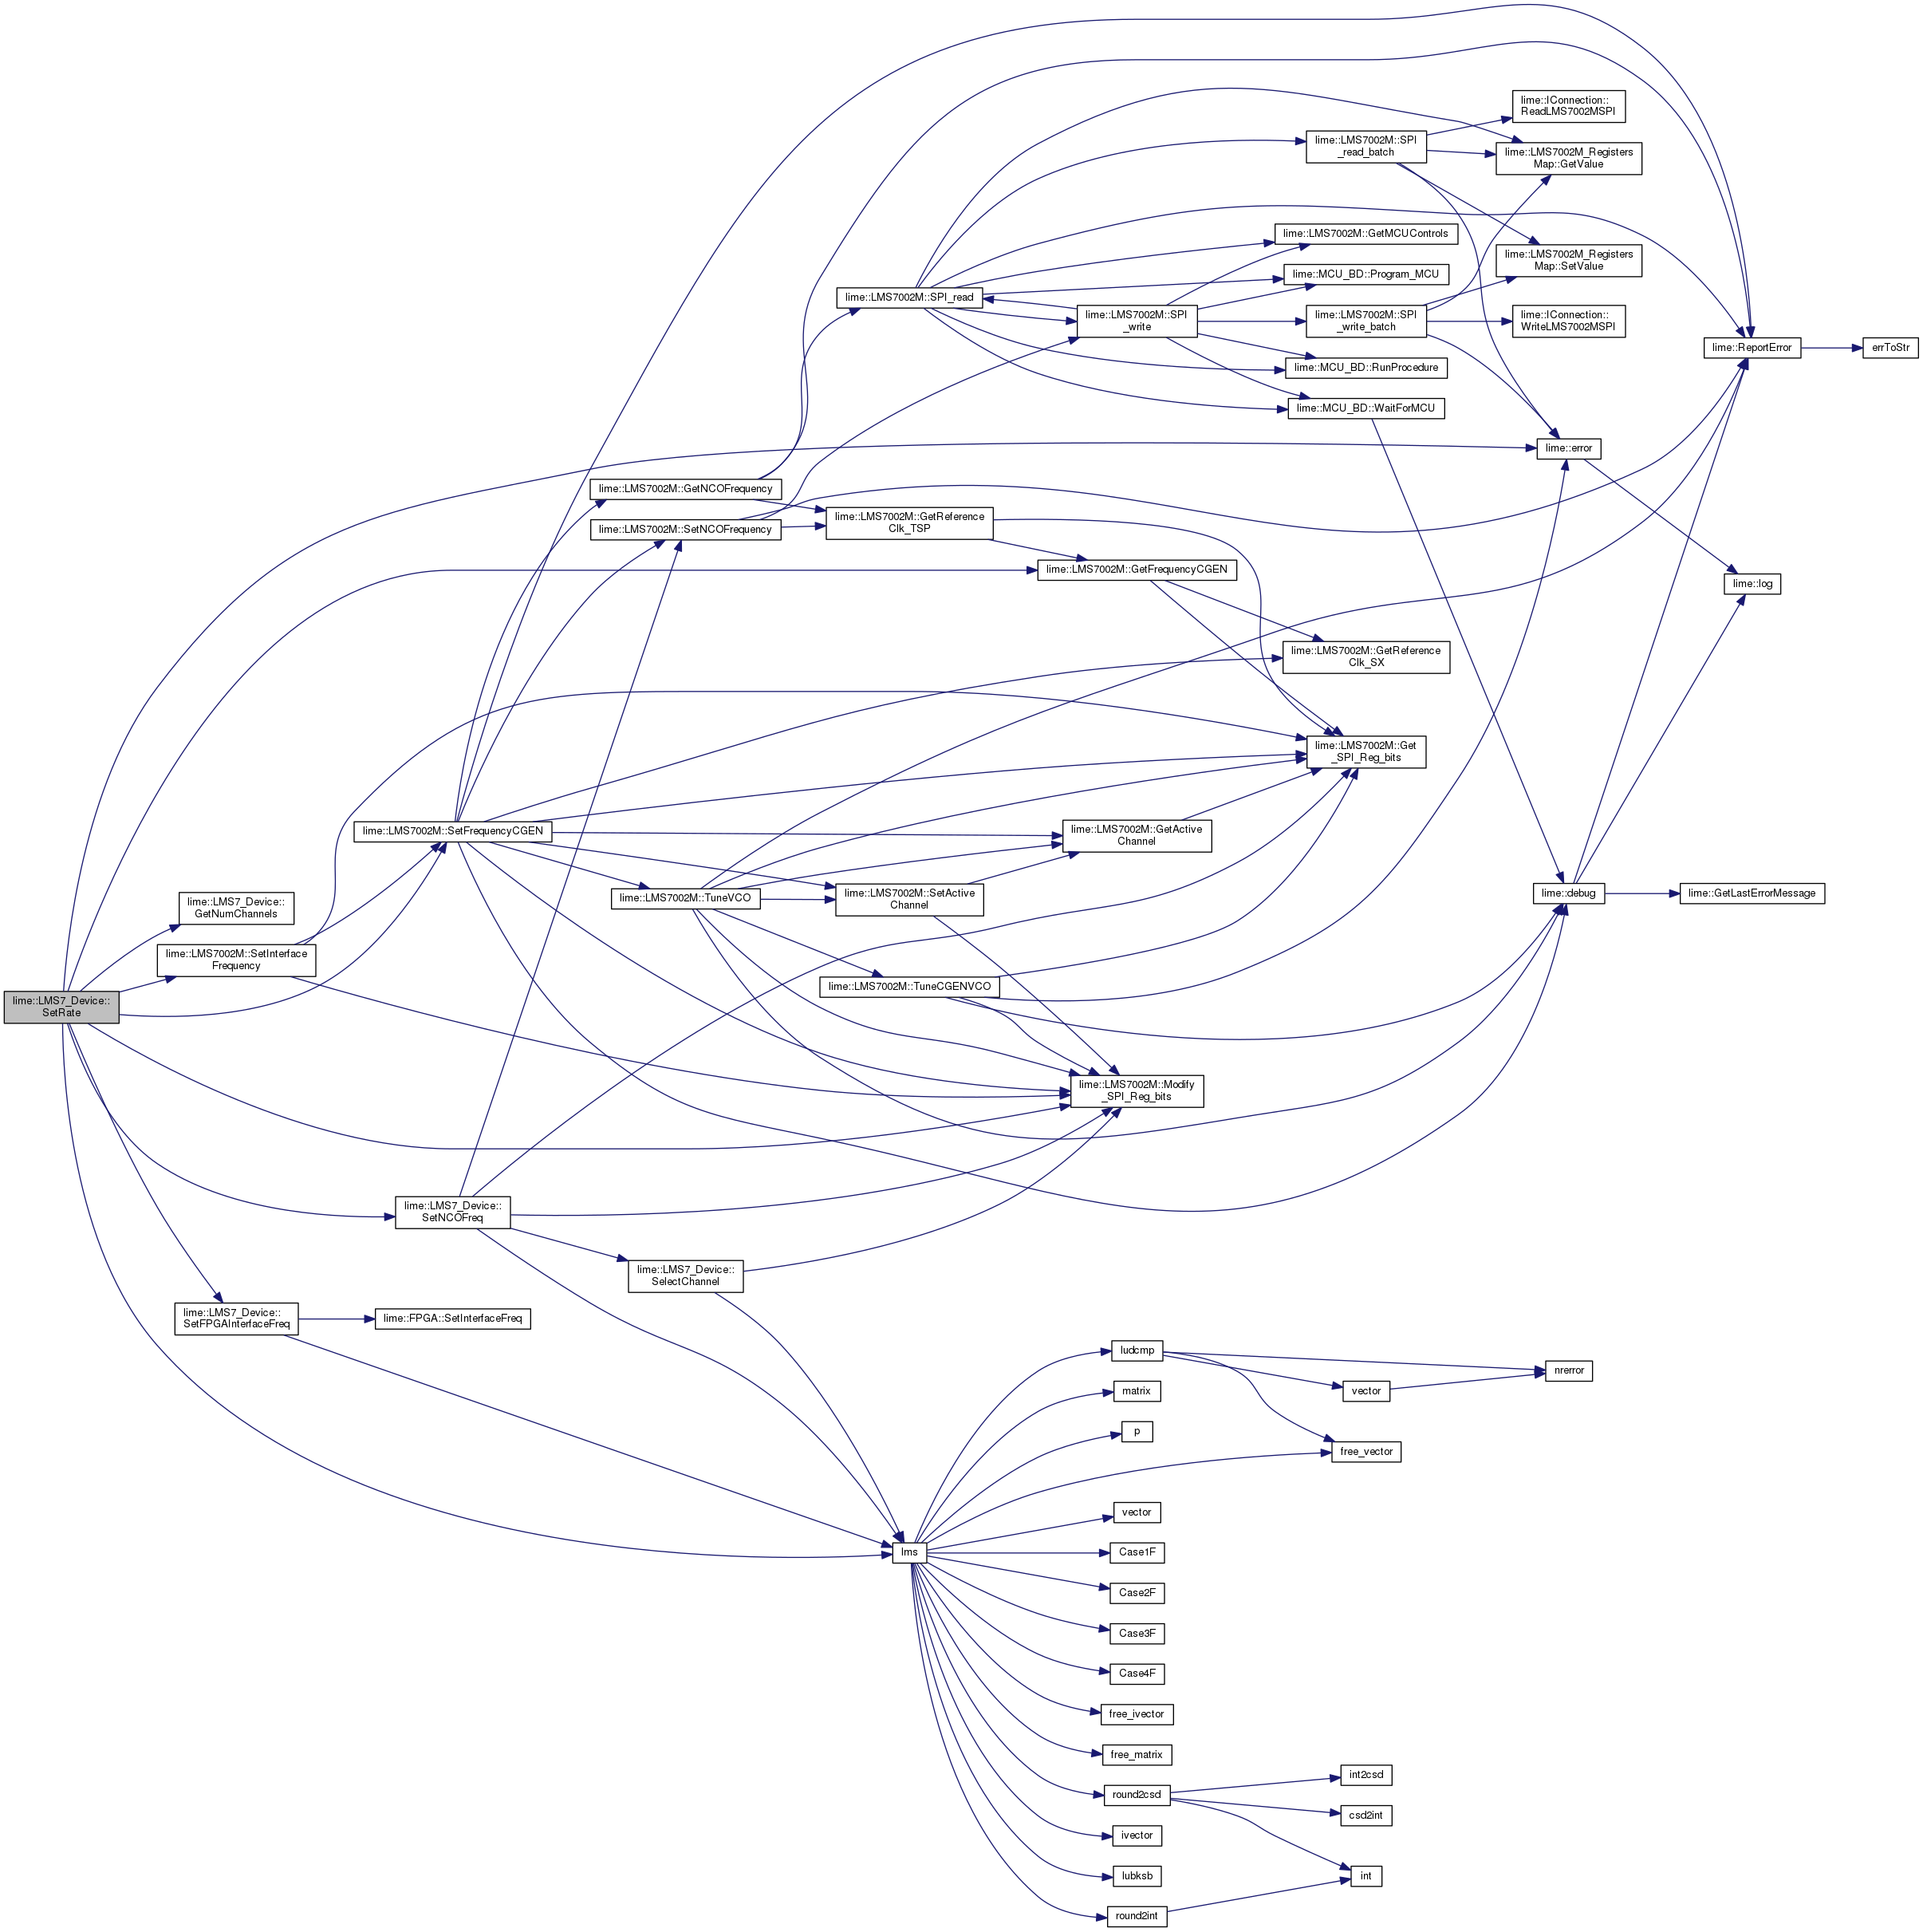 lime::LMS7_Device::
SetRate
lime::LMS7_Device::
GetNumChannels
lime::LMS7002M::SetInterface
Frequency
lime::LMS7_Device::
SetFPGAInterfaceFreq
lime::LMS7002M::SetFrequencyCGEN
lime::LMS7_Device::
SetNCOFreq
lime::FPGA::SetInterfaceFreq
lime::LMS7002M::GetNCOFrequency
lime::LMS7002M::SetNCOFrequency
lime::LMS7002M::TuneVCO
lime::LMS7_Device::
SelectChannel
lime::LMS7002M::SPI_read
lime::LMS7002M::GetReference
Clk_TSP
lime::LMS7002M::SetActive
Channel
lime::LMS7002M::TuneCGENVCO
lms
lime::LMS7002M::SPI
_write
lime::LMS7002M::GetFrequencyCGEN
lime::LMS7002M::GetActive
Channel
lime::LMS7002M::Modify
_SPI_Reg_bits
ludcmp
matrix
p
vector
Case1F
Case2F
Case3F
Case4F
free_ivector
free_matrix
round2csd
ivector
lubksb
round2int
lime::LMS7002M::SPI
_read_batch
lime::LMS7002M::GetMCUControls
lime::MCU_BD::Program_MCU
lime::LMS7002M::SPI
_write_batch
lime::MCU_BD::RunProcedure
lime::MCU_BD::WaitForMCU
lime::LMS7002M::GetReference
Clk_SX
lime::LMS7002M::Get
_SPI_Reg_bits
vector
free_vector
int2csd
csd2int
int
lime::IConnection::
ReadLMS7002MSPI
lime::LMS7002M_Registers
Map::GetValue
lime::LMS7002M_Registers
Map::SetValue
lime::IConnection::
WriteLMS7002MSPI
lime::error
lime::debug
nrerror
lime::ReportError
lime::log
lime::GetLastErrorMessage
errToStr